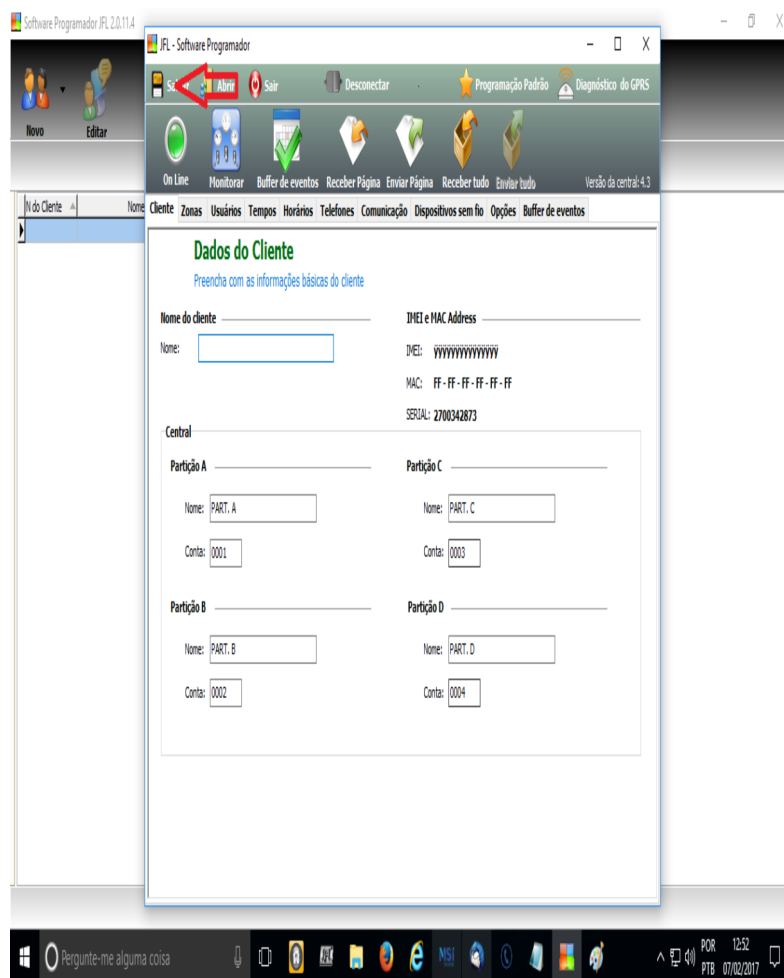 Software Programador JFL 2.0.11.4
JFL - Software Programador
Abrir Sair Desconectar Programação Padrão Diagnóstico do GPRS
Novo Editar
On Line Monitorar Buffer de eventos Receber Página Enviar Página Receber tudo Enviar tudo Versão da central: 4.3
N do Cliente Nome
Cliente Zonas Usuários Tempos Horários Telefones Comunicação Dispositivos sem fio Opções Buffer de eventos
Dados do Cliente
Preencha com as informações básicas do cliente
Nome do cliente
Nome:
IMEI e MAC Address
IMEI: ÿÿÿÿÿÿÿÿÿÿÿÿÿÿÿ
MAC: FF - FF - FF - FF - FF - FF
SERIAL: 2700342873
Central
Partição A
Nome: PART. A
Conta: 0001
Partição C
Nome: PART. C
Conta: 0003
Partição B
Nome: PART. B
Conta: 0002
Partição D
Nome: PART. D
Conta: 0004
Pergunte-me alguma coisa
MSi
POR 12:52
PTB 07/02/2017